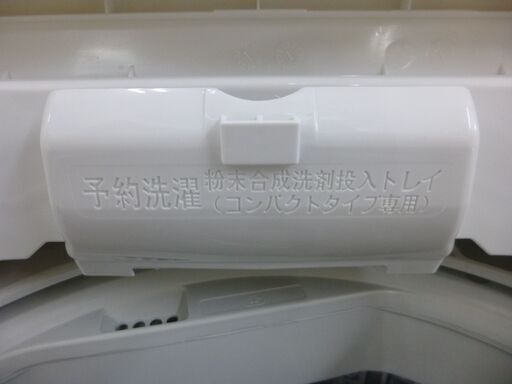 予約洗濯
粉末合成洗剤投入トレイ
（コンパクトタイプ専用）